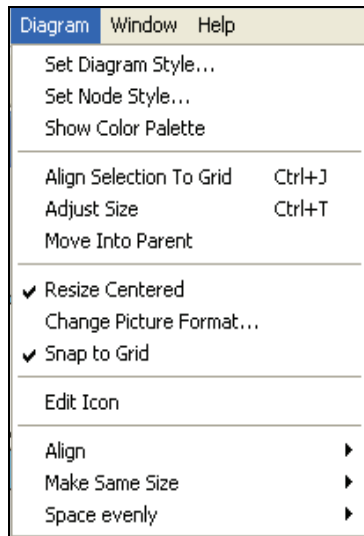 Diagram Window Help
Set Diagram Style...
Set Node Style...
Show Color Palette
Align Selection To Grid Ctrl+J
Adjust Size Ctrl+T
Move Into Parent
Resize Centered
Change Picture Format...
Snap to Grid
Edit Icon
Align
Make Same Size
Space evenly